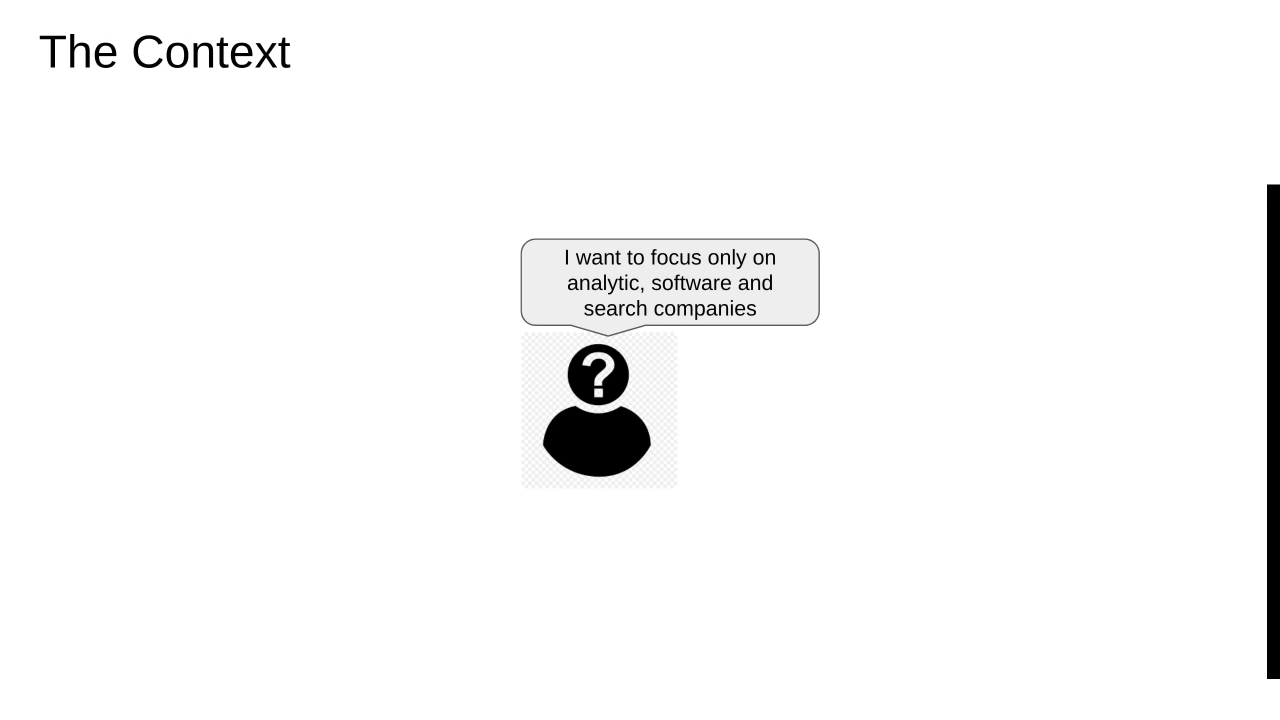 The Context
I want to focus only on
analytic, software and
search companies
?